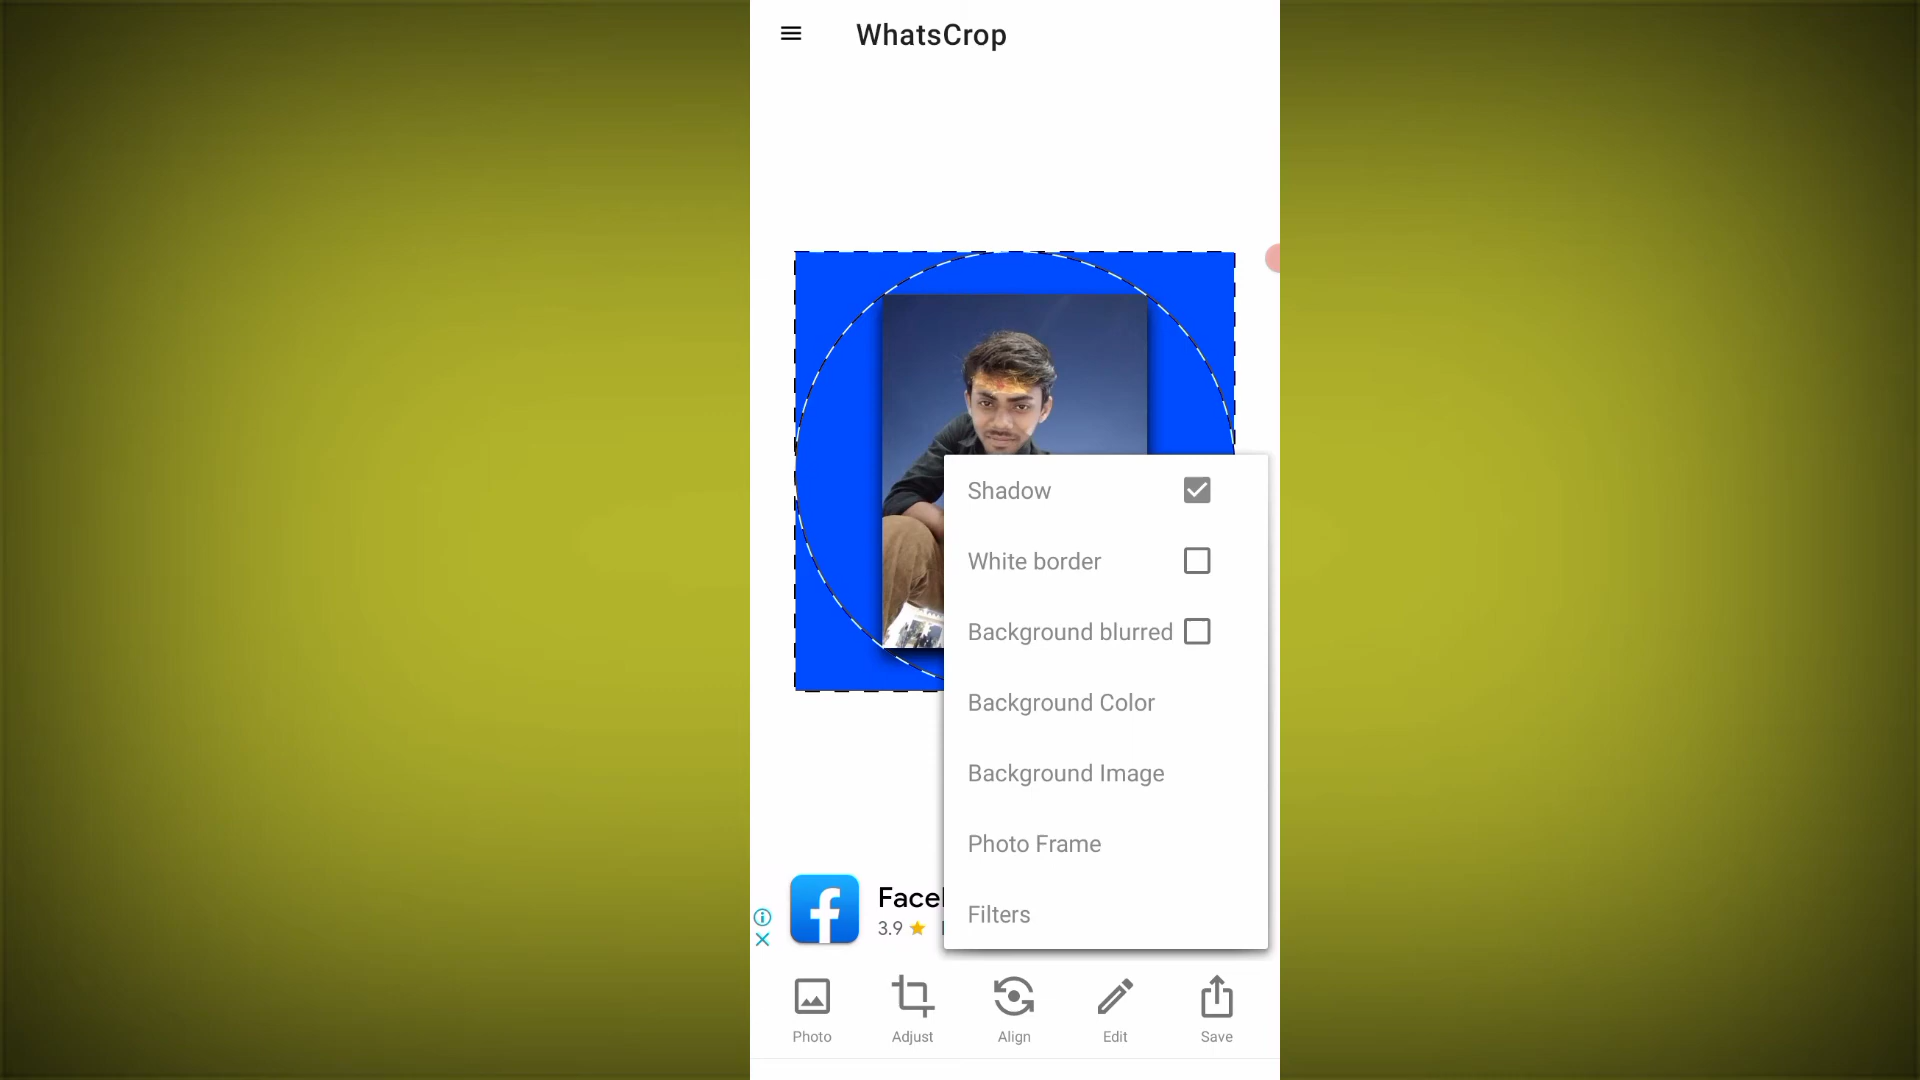 WhatsCrop
Shadow
White border
Background blurred
Background Color
Background Image
Photo Frame
Filters
3.9
Photo
Adjust
Align
Edit
Save